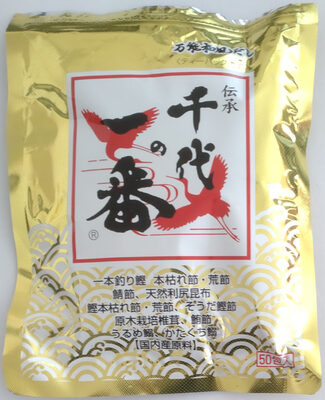 万能和風だし
伝承
千代
の
一番
®
一本釣り鰹 本枯れ節・荒節
鯖節、天然利尻昆布
鰹本枯れ節・荒節、そうだ鰹節
原木栽培椎茸、鮪節
うるめ鰯、かたくち鰯
【国内産原料】
50包入